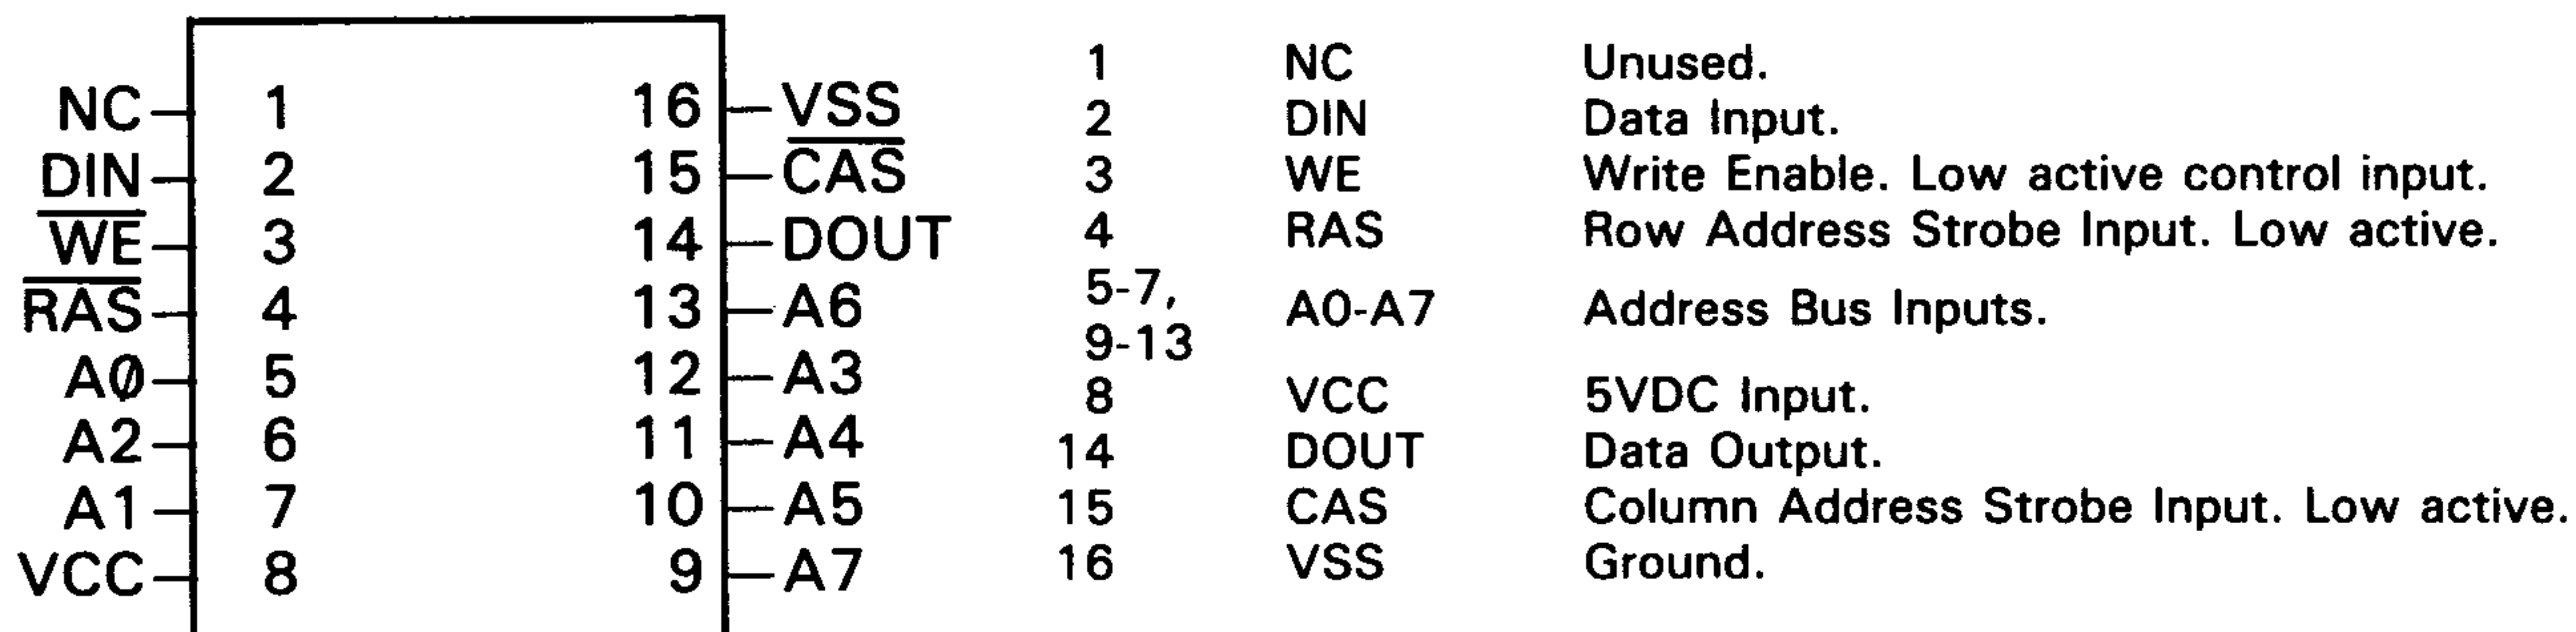 NC 1 16 VSS
DIN 2 15 C̅A̅S̅
W̅E̅ 3 14 DOUT
R̅A̅S̅ 4 13 A6
AØ 5 12 A3
A2 6 11 A4
A1 7 10 A5
VCC 8 9 A7
1 NC Unused.
2 DIN Data Input.
3 WE Write Enable. Low active control input.
4 RAS Row Address Strobe Input. Low active.
5-7,
9-13 A0-A7 Address Bus Inputs.
8 VCC 5VDC Input.
14 DOUT Data Output.
15 CAS Column Address Strobe Input. Low active.
16 VSS Ground.